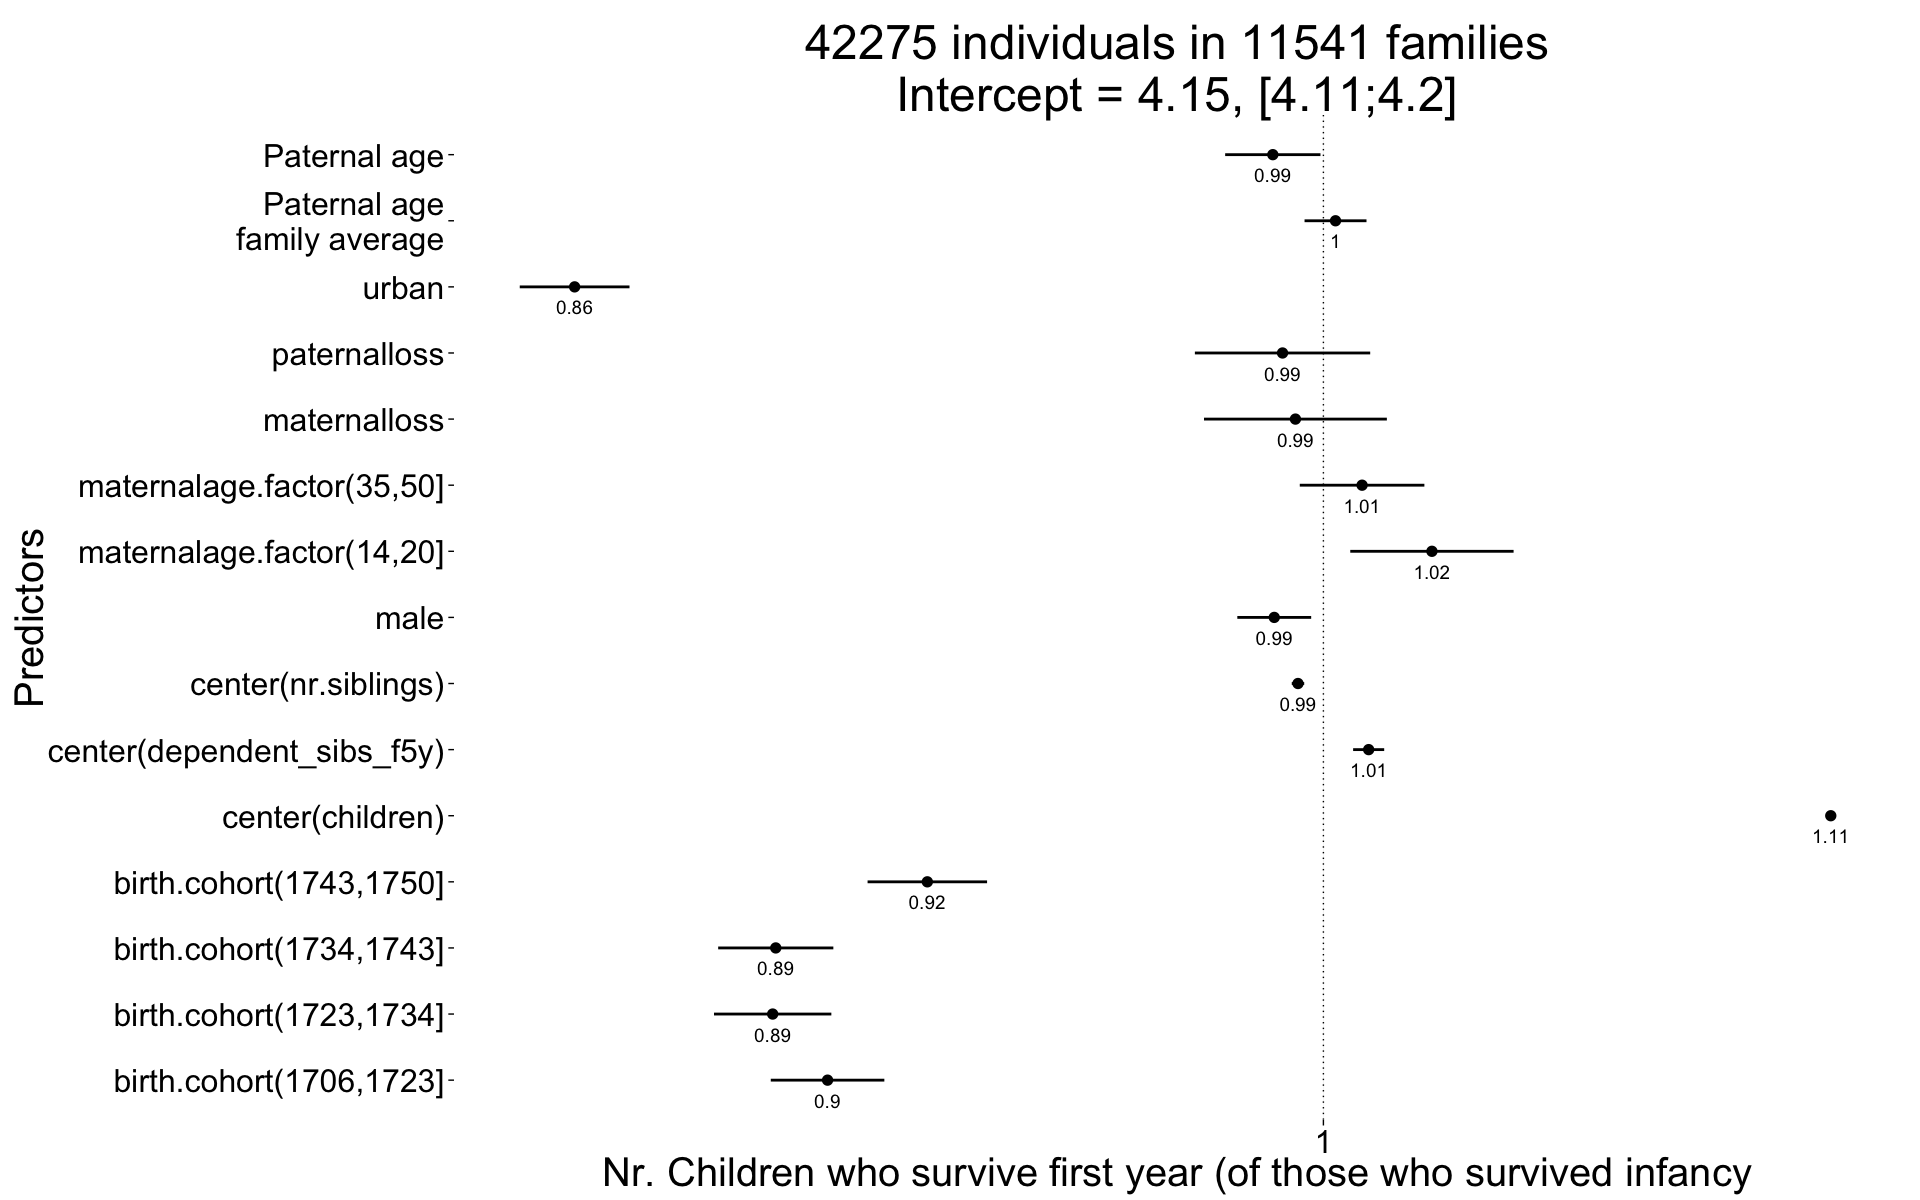 42275 individuals in 11541 families
Intercept = 4.15, [4.11;4.2]
Paternal age
0.99
Paternal age
family average
1
urban
0.86
paternalloss
0.99
maternalloss
0.99
maternalage.factor(35,50]
1.01
maternalage.factor(14,20]
1.02
male
0.99
center(nr.siblings)
0.99
center(dependent_sibs_f5y)
1.01
center(children)
1.11
birth.cohort(1743,1750]
0.92
birth.cohort(1734,1743]
0.89
birth.cohort(1723,1734]
0.89
birth.cohort(1706,1723]
0.9
Predictors
1
Nr. Children who survive first year (of those who survived infancy